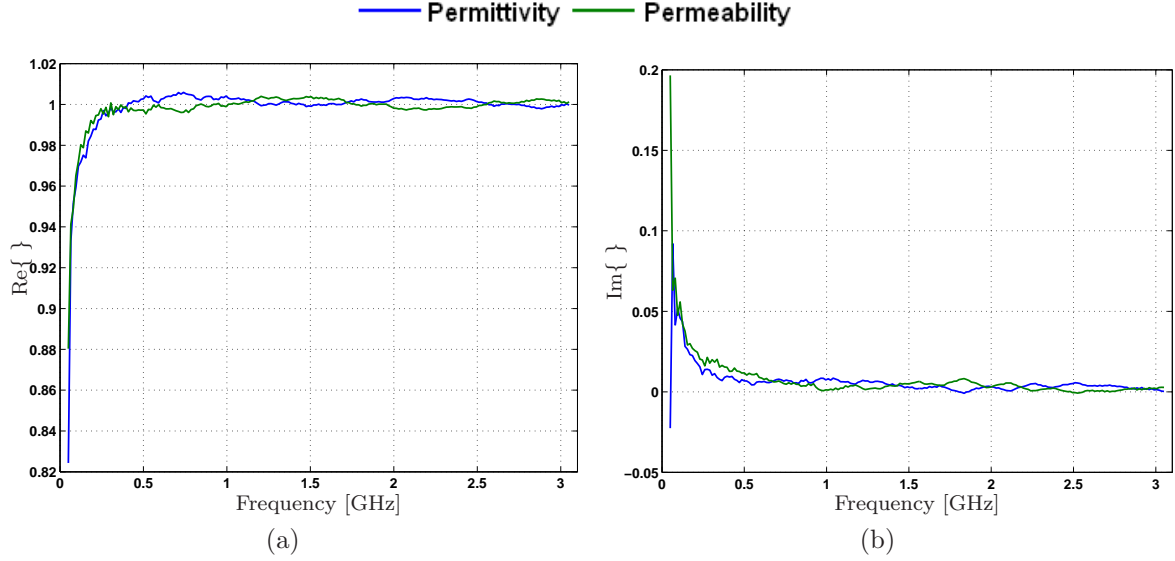 Permittivity Permeability
1.02
1
0.98
0.96
0.94
0.92
0.9
0.88
0.86
0.84
0.82
Re{ }
0 0.5 1 1.5 2 2.5 3
Frequency [GHz]
(a)
0.2
0.15
0.1
0.05
0
−0.05
Im{ }
0 0.5 1 1.5 2 2.5 3
Frequency [GHz]
(b)